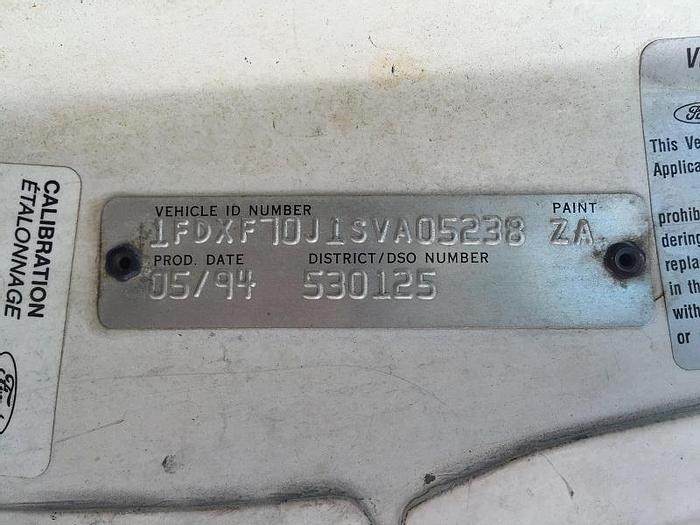 CALIBRATION
ÉTALONNAGE
Ford
VEHICLE ID NUMBER PAINT
1FDXF70J1SVA05238 ZA
PROD. DATE DISTRICT/DSO NUMBER
05/94 530125
This Ve
Applica
prohib
dering
repla
in th
with
or